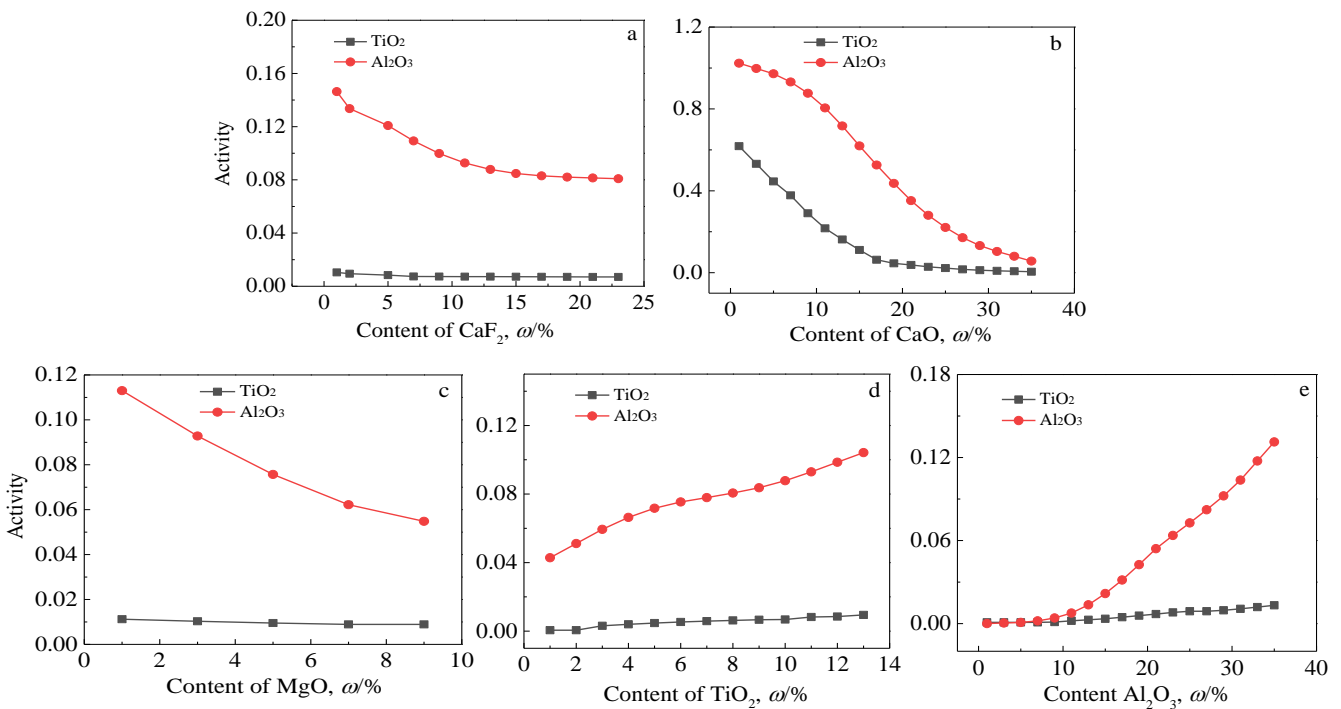 a
TiO₂
Al₂O₃
0.20
0.16
0.12
0.08
0.04
0.00
Activity
0 5 10 15 20 25
Content of CaF₂, ω/%
b
TiO₂
Al₂O₃
1.2
0.8
0.4
0.0
0 10 20 30 40
Content of CaO, ω/%
c
TiO₂
Al₂O₃
0.12
0.10
0.08
0.06
0.04
0.02
0.00
Activity
0 2 4 6 8 10
Content of MgO, ω/%
d
TiO₂
Al₂O₃
0.12
0.08
0.04
0.00
0 2 4 6 8 10 12 14
Content of TiO₂, ω/%
e
TiO₂
Al₂O₃
0.18
0.12
0.06
0.00
0 10 20 30 40
Content Al₂O₃, ω/%